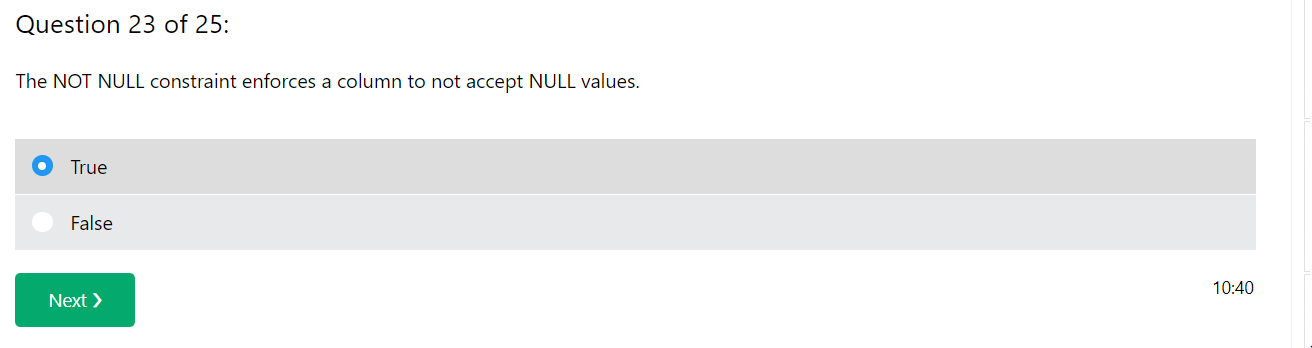 Question 23 of 25:
The NOT NULL constraint enforces a column to not accept NULL values.
True
False
Next ❯
10:40